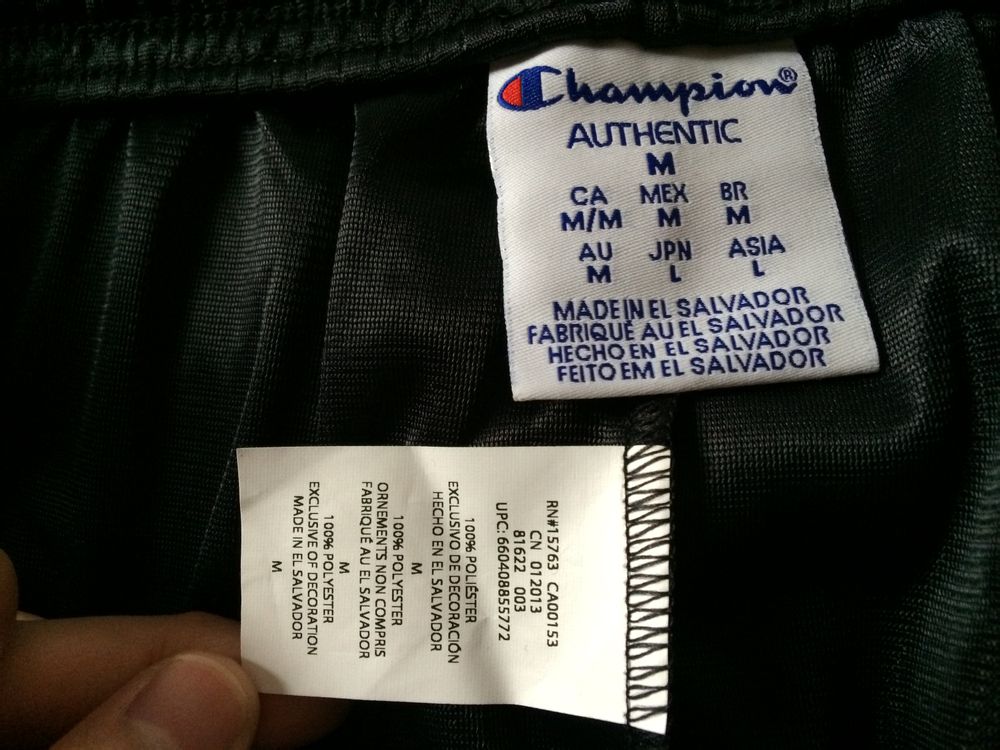 Champion®
AUTHENTIC
M
CA MEX BR
M/M M M
AU JPN ASIA
M L L
MADE IN EL SALVADOR
FABRIQUÉ AU EL SALVADOR
HECHO EN EL SALVADOR
FEITO EM EL SALVADOR
RN#15763 CA00153
CN 012013
81622 003
UPC: 660408855772
100% POLIÉSTER
EXCLUSIVO DE DECORACIÓN
HECHO EN EL SALVADOR
M
100% POLYESTER
ORNEMENTS NON COMPRIS
FABRIQUÉ AU EL SALVADOR
M
100% POLYESTER
EXCLUSIVE OF DECORATION
MADE IN EL SALVADOR
M